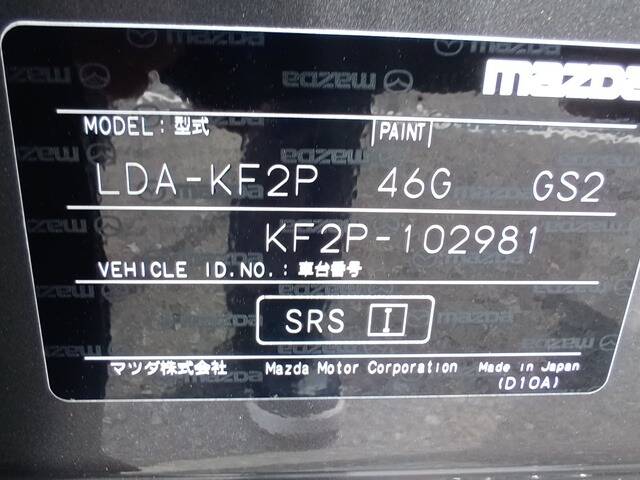 mazda
MODEL: 型式 PAINT
LDA-KF2P 46G GS2
KF2P-102981
VEHICLE ID.NO.: 車台番号
SRS I
マツダ株式会社 Mazda Motor Corporation Made in Japan
(D10A)